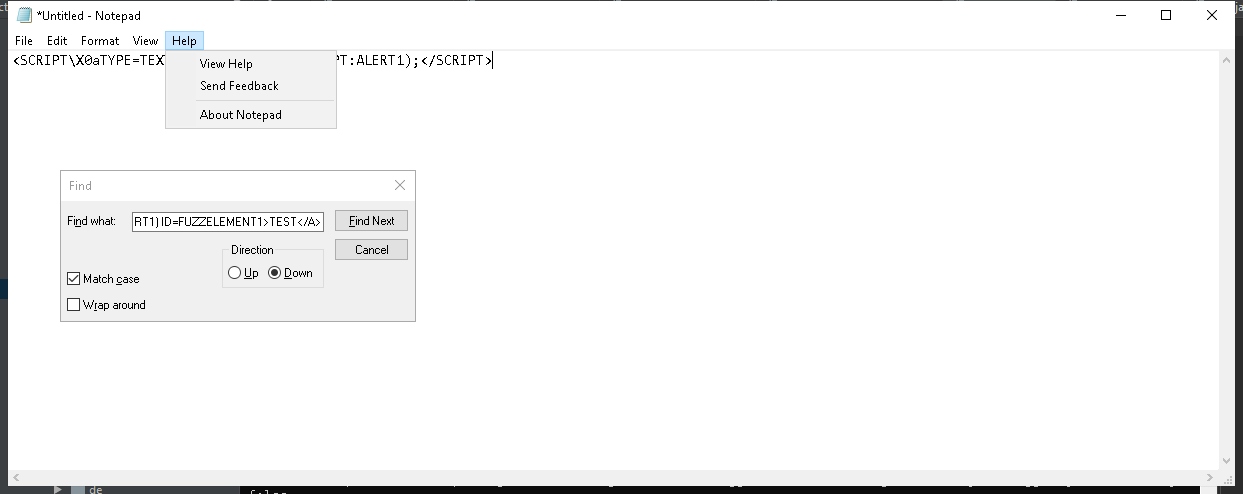 *Untitled - Notepad
File Edit Format View Help
<SCRIPT\X0aTYPE=TEX PT:ALERT1);</SCRIPT>
View Help
Send Feedback
About Notepad
Find
Find what: RT1)ID=FUZZELEMENT1>TEST</A> Find Next
Direction Cancel
Up Down
Match case
Wrap around
de